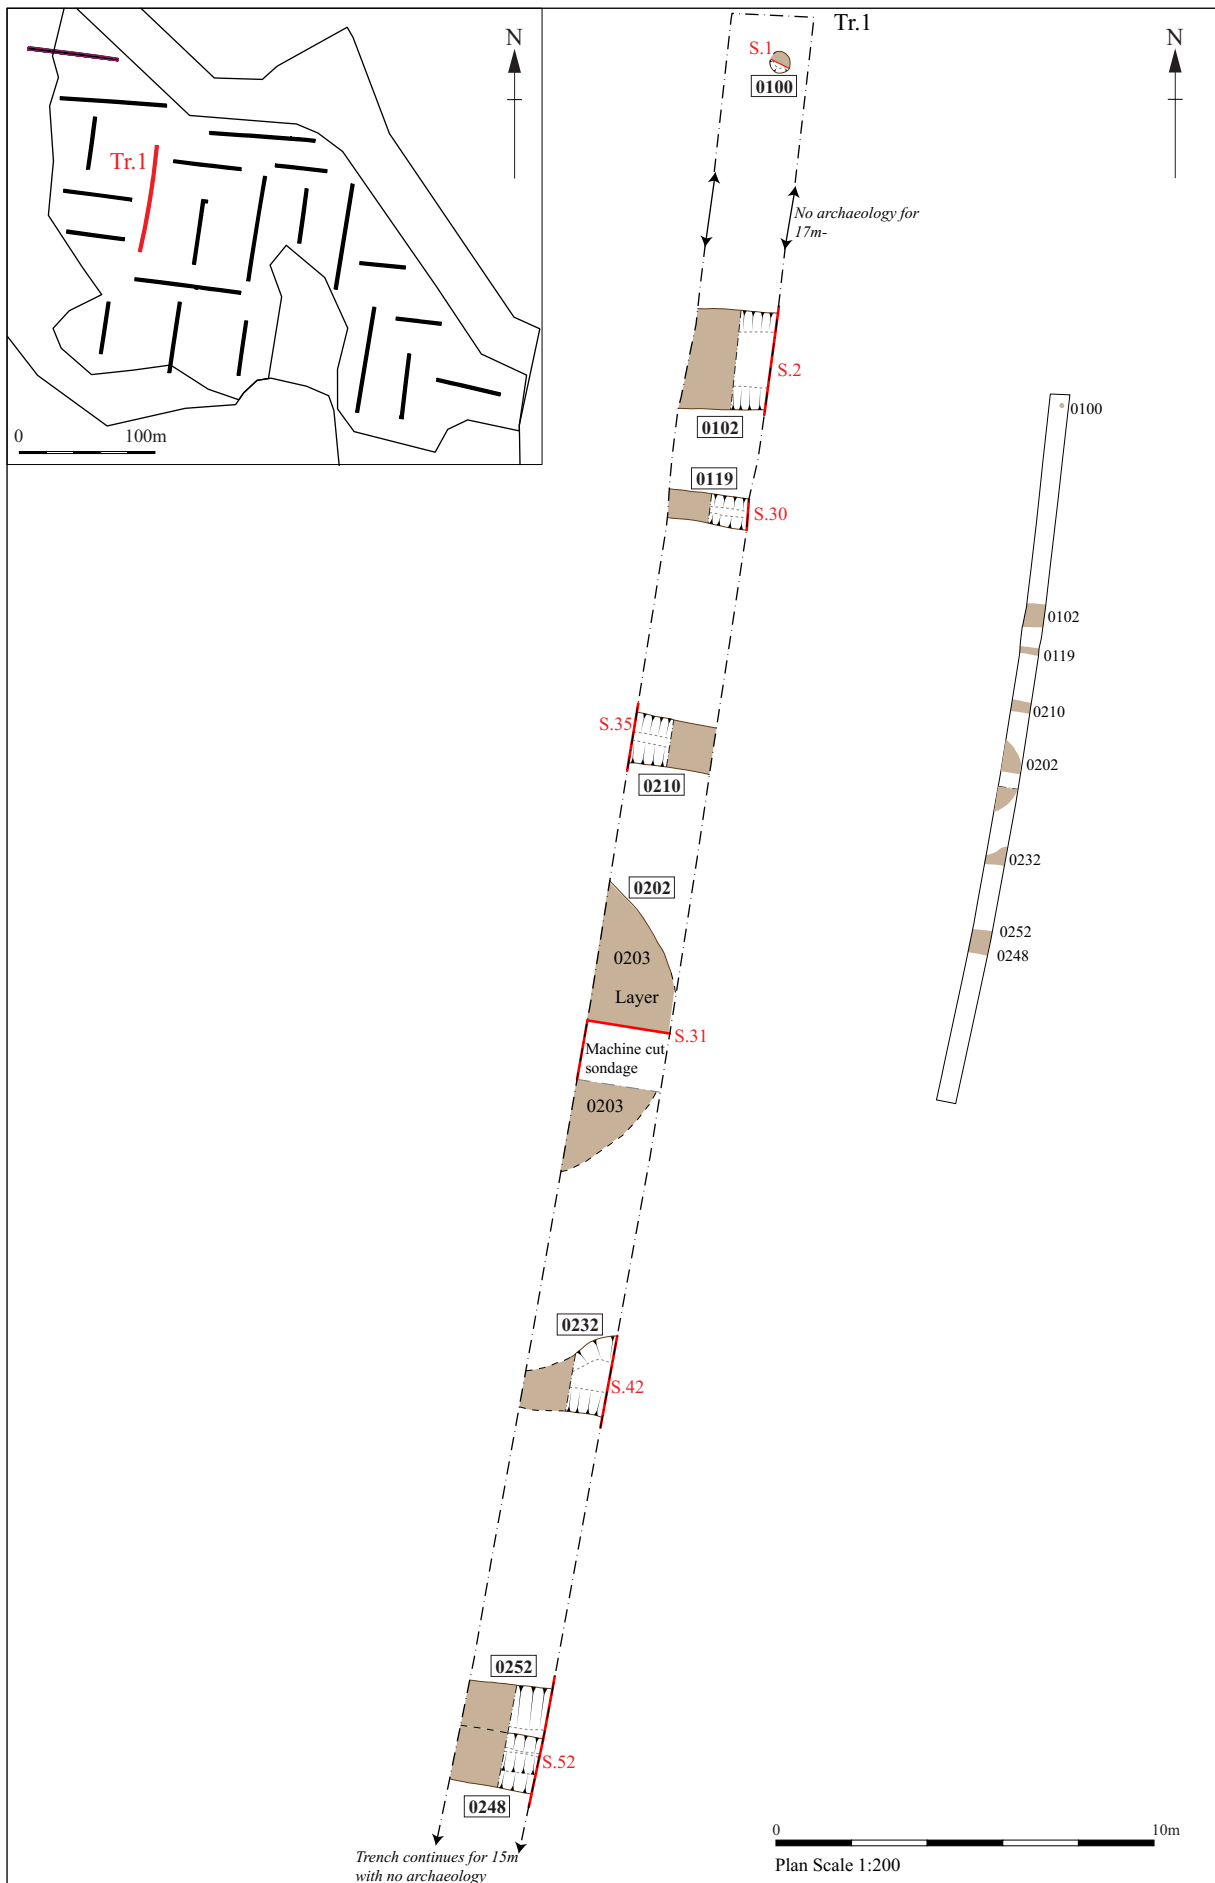 N
Tr.1
0
100m
Tr.1
S.1
0100
N
No archaeology for
17m-
S.2
0102
0119
S.30
S.35
0210
0202
0203
Layer
S.31
Machine cut
sondage
0203
0232
S.42
0252
S.52
0248
Trench continues for 15m
with no archaeology
0100
0102
0119
0210
0202
0232
0252
0248
0
10m
Plan Scale 1:200